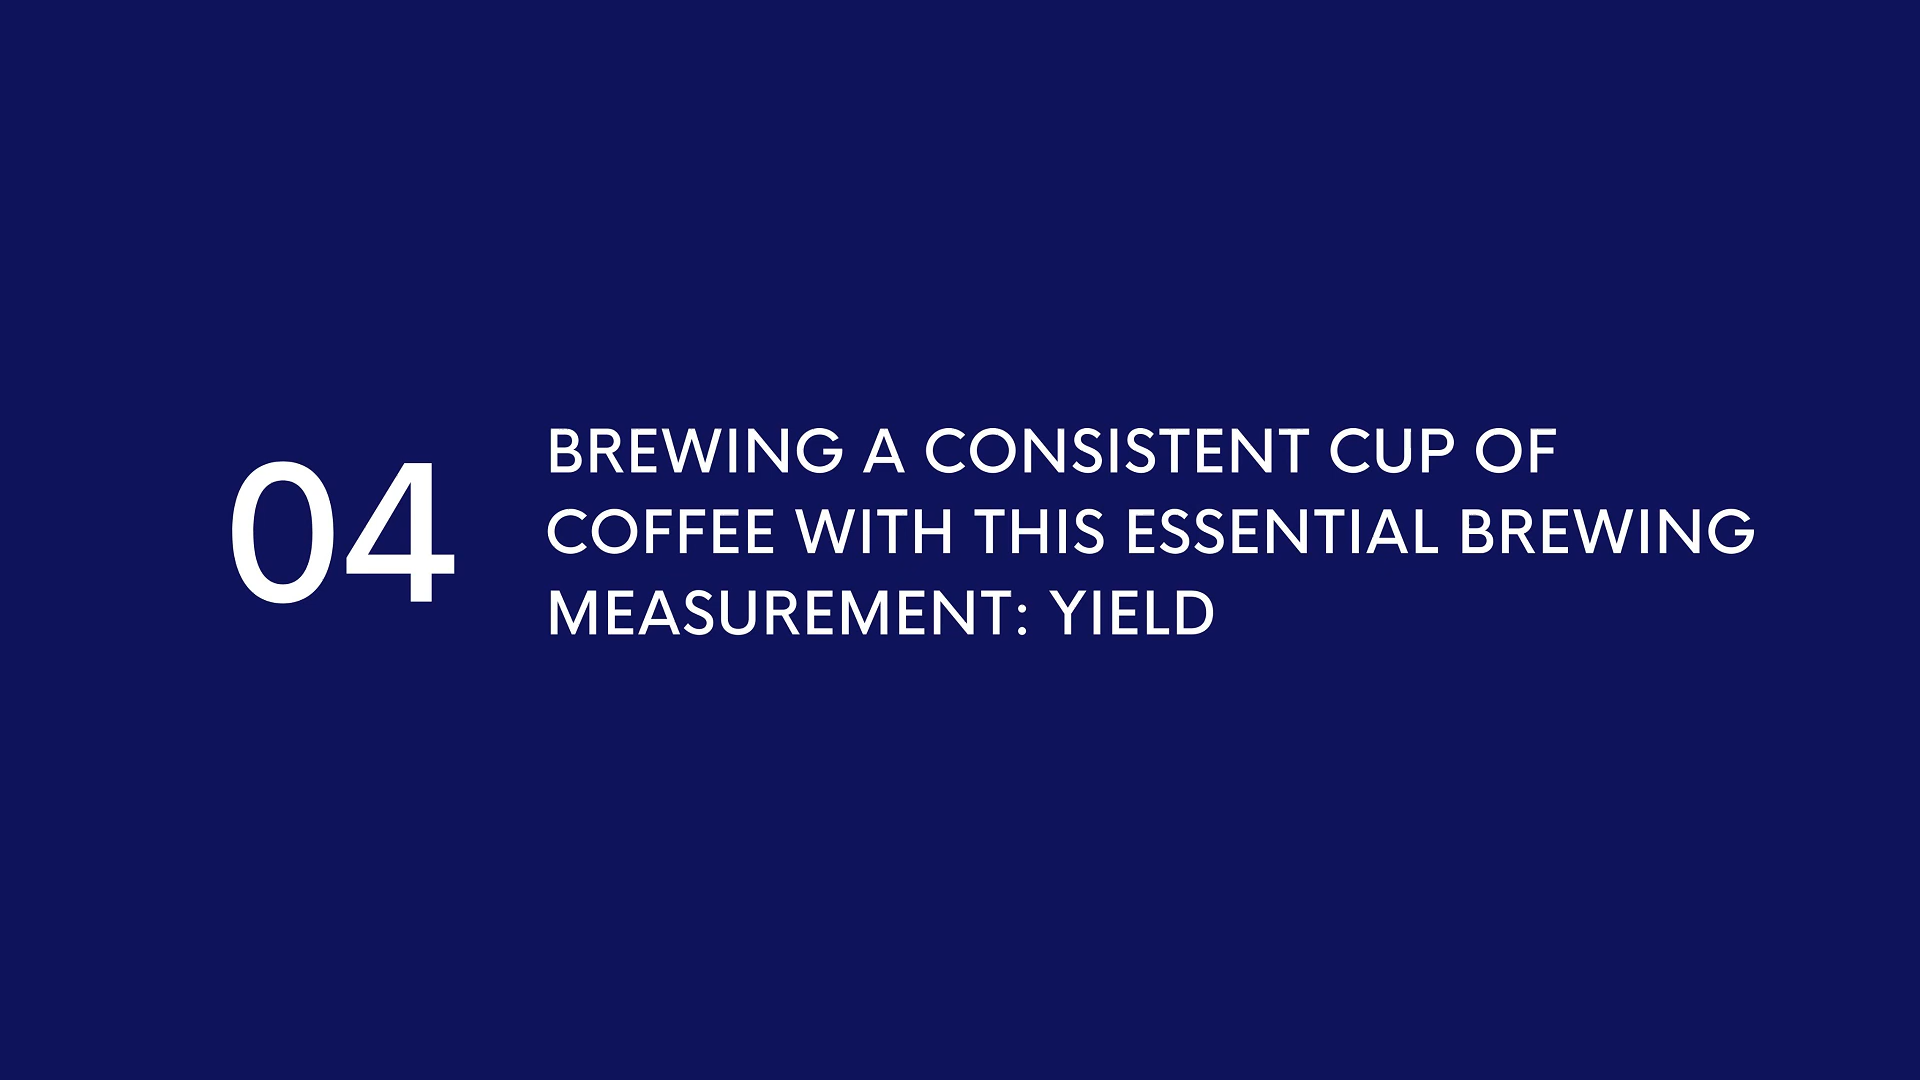 04
BREWING A CONSISTENT CUP OF
COFFEE WITH THIS ESSENTIAL BREWING
MEASUREMENT: YIELD